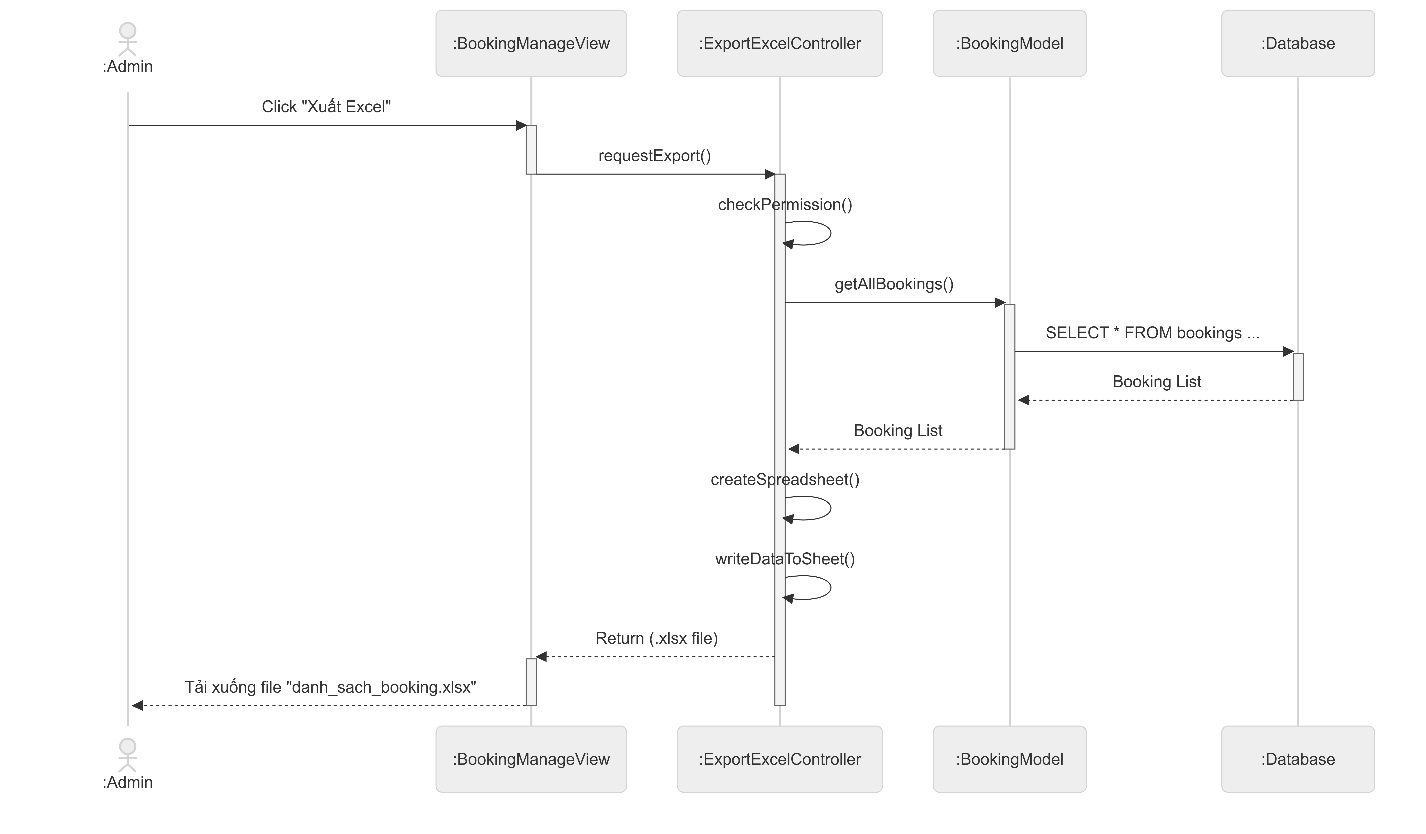 :Admin
:BookingManageView
:ExportExcelController
:BookingModel
:Database
Click "Xuất Excel"
requestExport()
checkPermission()
getAllBookings()
SELECT * FROM bookings ...
Booking List
Booking List
createSpreadsheet()
writeDataToSheet()
Return (.xlsx file)
Tải xuống file "danh_sach_booking.xlsx"
:Admin
:BookingManageView
:ExportExcelController
:BookingModel
:Database